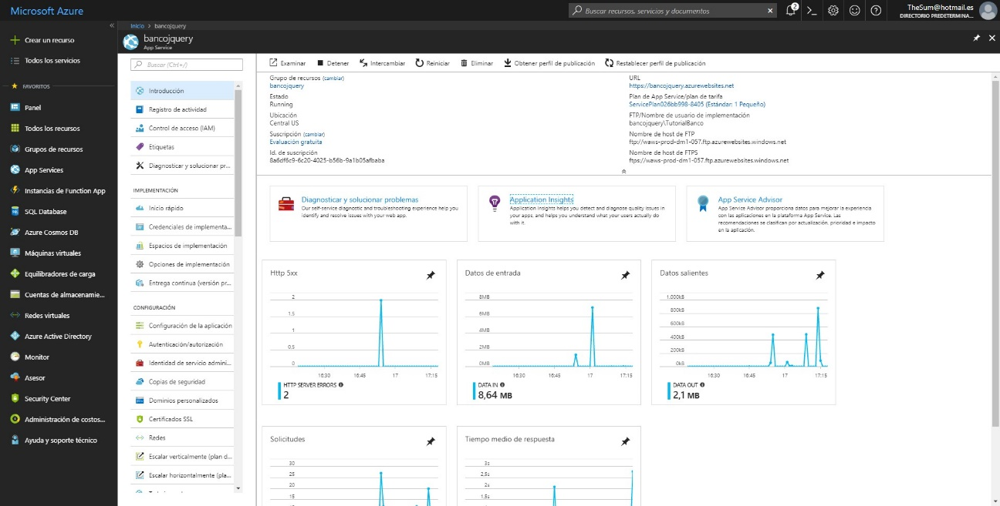 Microsoft Azure
Buscar recursos, servicios y documentos
2
TheSum@hotmail.es
DIRECTORIO PREDETERMINA...
Crear un recurso
Todos los servicios
FAVORITOS
Panel
Todos los recursos
Grupos de recursos
App Services
Instancias de Function App
SQL Database
Azure Cosmos DB
Máquinas virtuales
Equilibradores de carga
Cuentas de almacenamie...
Redes virtuales
Azure Active Directory
Monitor
Asesor
Security Center
Administración de costos...
Ayuda y soporte técnico
Inicio > bancojquery
bancojquery
App Service
Buscar (Ctrl+/)
Introducción
Registro de actividad
Control de acceso (IAM)
Etiquetas
Diagnosticar y solucionar pr...
IMPLEMENTACIÓN
Inicio rápido
Credenciales de implementa...
Espacios de implementación
Opciones de implementación
Entrega continua (versión pr...
CONFIGURACIÓN
Configuración de la aplicación
Autenticación/autorización
Identidad de servicio admini...
Copias de seguridad
Dominios personalizados
Certificados SSL
Redes
Escalar verticalmente (plan d...
Escalar horizontalmente (pla...
Examinar Detener Intercambiar Reiniciar Eliminar Obtener perfil de publicación Restablecer perfil de publicación
Grupo de recursos (cambiar)
bancojquery
Estado
Running
Ubicación
Central US
Suscripción (cambiar)
Evaluación gratuita
Id. de suscripción
8a6df6c9-6c20-4025-b56b-9a1b05afbaba
URL
https://bancojquery.azurewebsites.net
Plan de App Service/plan de tarifa
ServicePlan026bb998-8405 (Estándar: 1 Pequeño)
FTP/Nombre de usuario de implementación
bancojquery\TutorialBanco
Nombre de host de FTP
ftp://waws-prod-dm1-057.ftp.azurewebsites.windows.net
Nombre de host de FTPS
ftps://waws-prod-dm1-057.ftp.azurewebsites.windows.net
Diagnosticar y solucionar problemas
Our self-service diagnostic and troubleshooting experience help you
identify and resolve issues with your web app.
Application Insights
Application Insights helps you detect and diagnose quality issues in
your apps, and helps you understand what your users actually do
with it.
App Service Advisor
App Service Advisor proporciona datos para mejorar la experiencia
con las aplicaciones en la plataforma App Service. Las
recomendaciones se clasifican por actualización, prioridad e impacto
en la aplicación.
Http 5xx
2
1,5
1
0,5
0
16:30 16:45 17 17:15
HTTP SERVER ERRORS
2
Datos de entrada
8MB
6MB
4MB
2MB
0MB
16:30 16:45 17 17:15
DATA IN
8,64 MB
Datos salientes
1.000kB
800kB
600kB
400kB
200kB
0kB
16:30 16:45 17 17:15
DATA OUT
2,1 MB
Solicitudes
30
25
20
15
Tiempo medio de respuesta
3s
2,5s
2s
1,5s